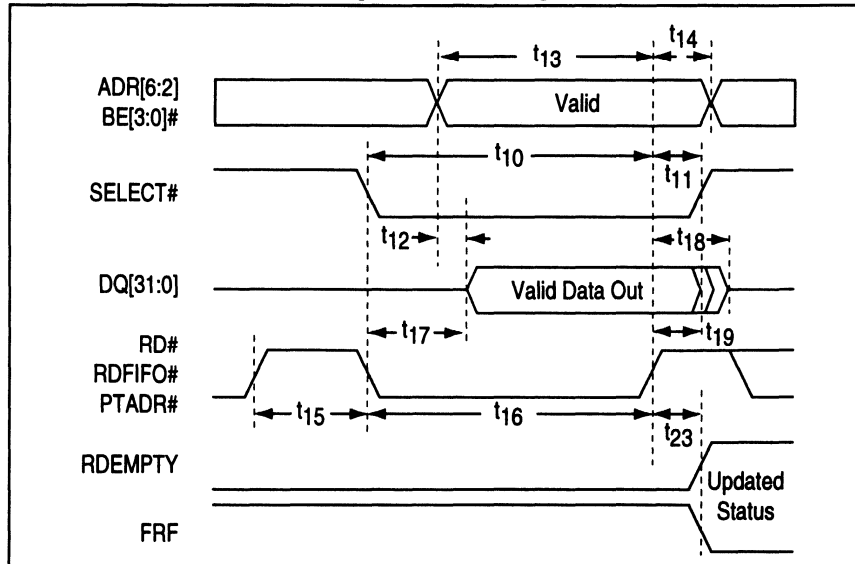 t13
t14
ADR[6:2]
BE[3:0]#
Valid
t10
t11
SELECT#
t12
t18
DQ[31:0]
Valid Data Out
t17
t19
RD#
RDFIFO#
PTADR#
t15
t16
t23
RDEMPTY
Updated
Status
FRF